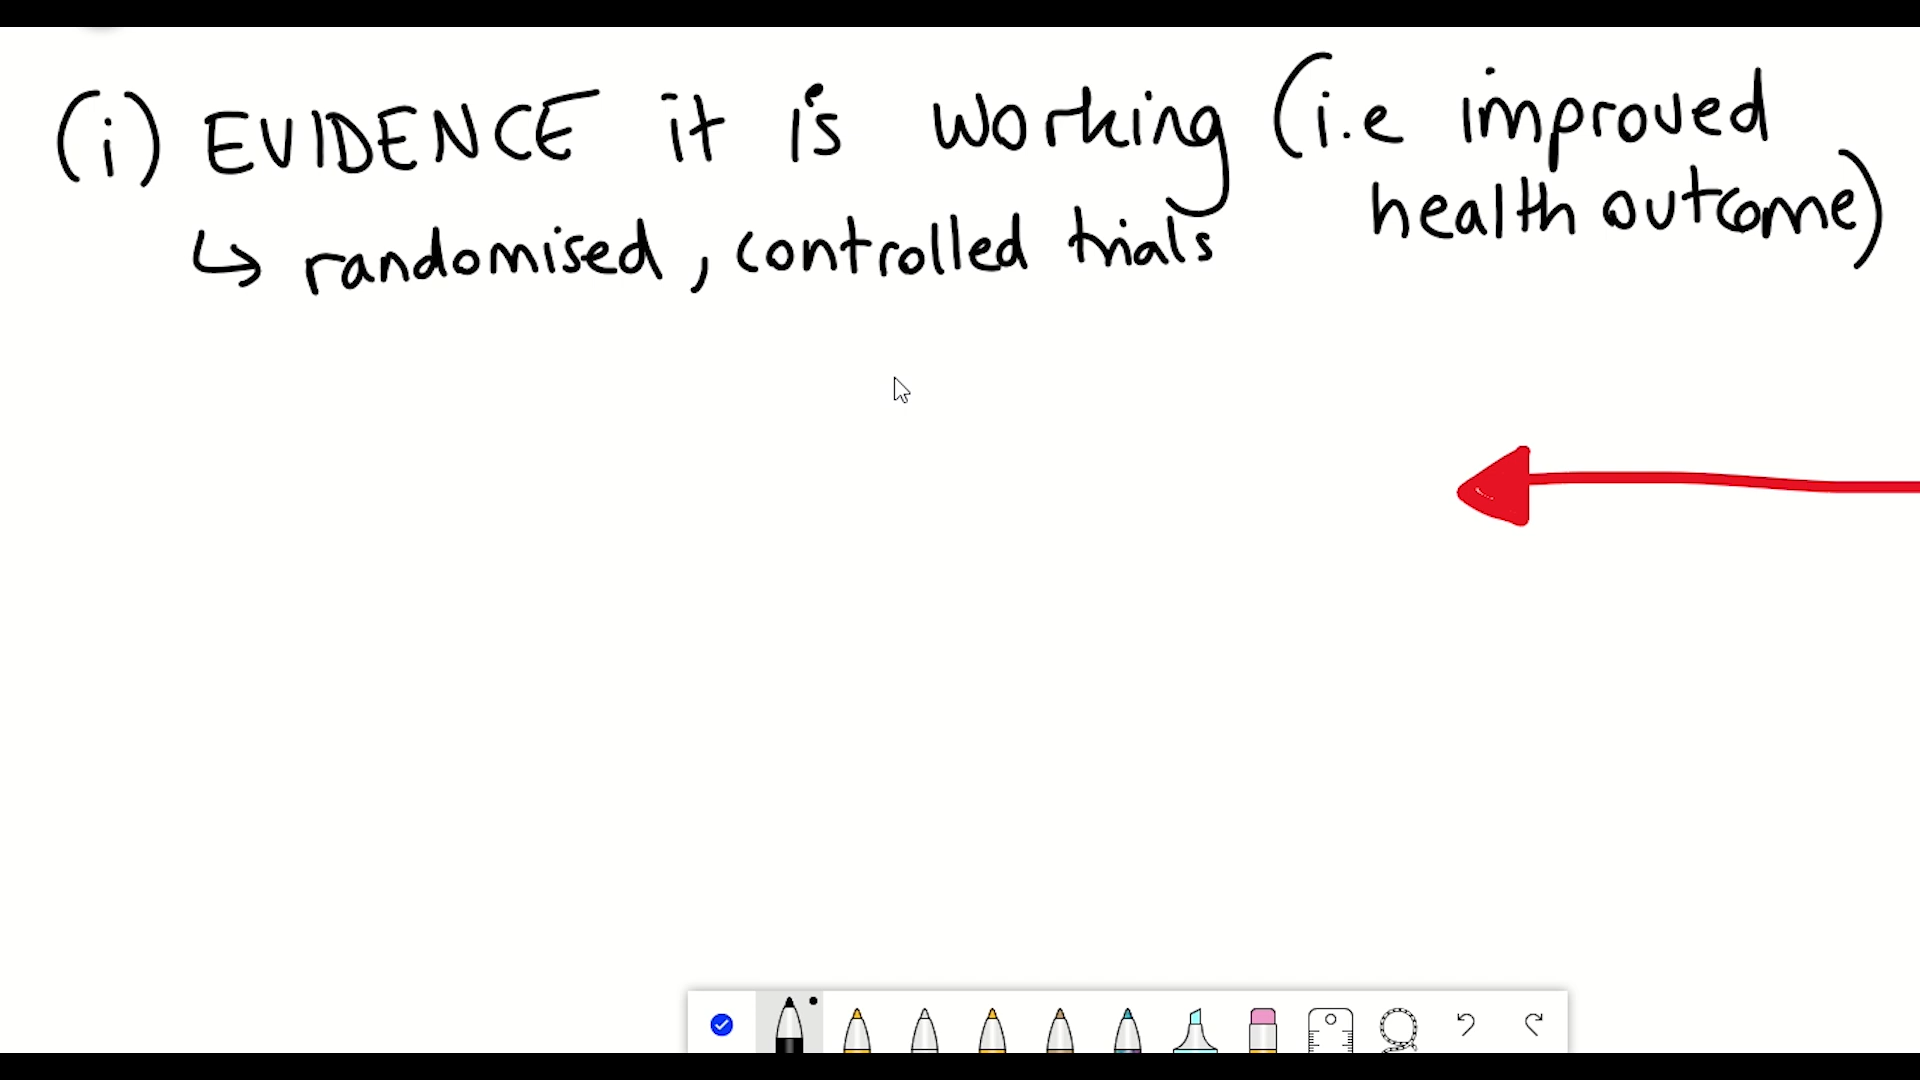 (i) EVIDENCE it is working (i.e improved
health outcome)
↳ randomised, controlled trials